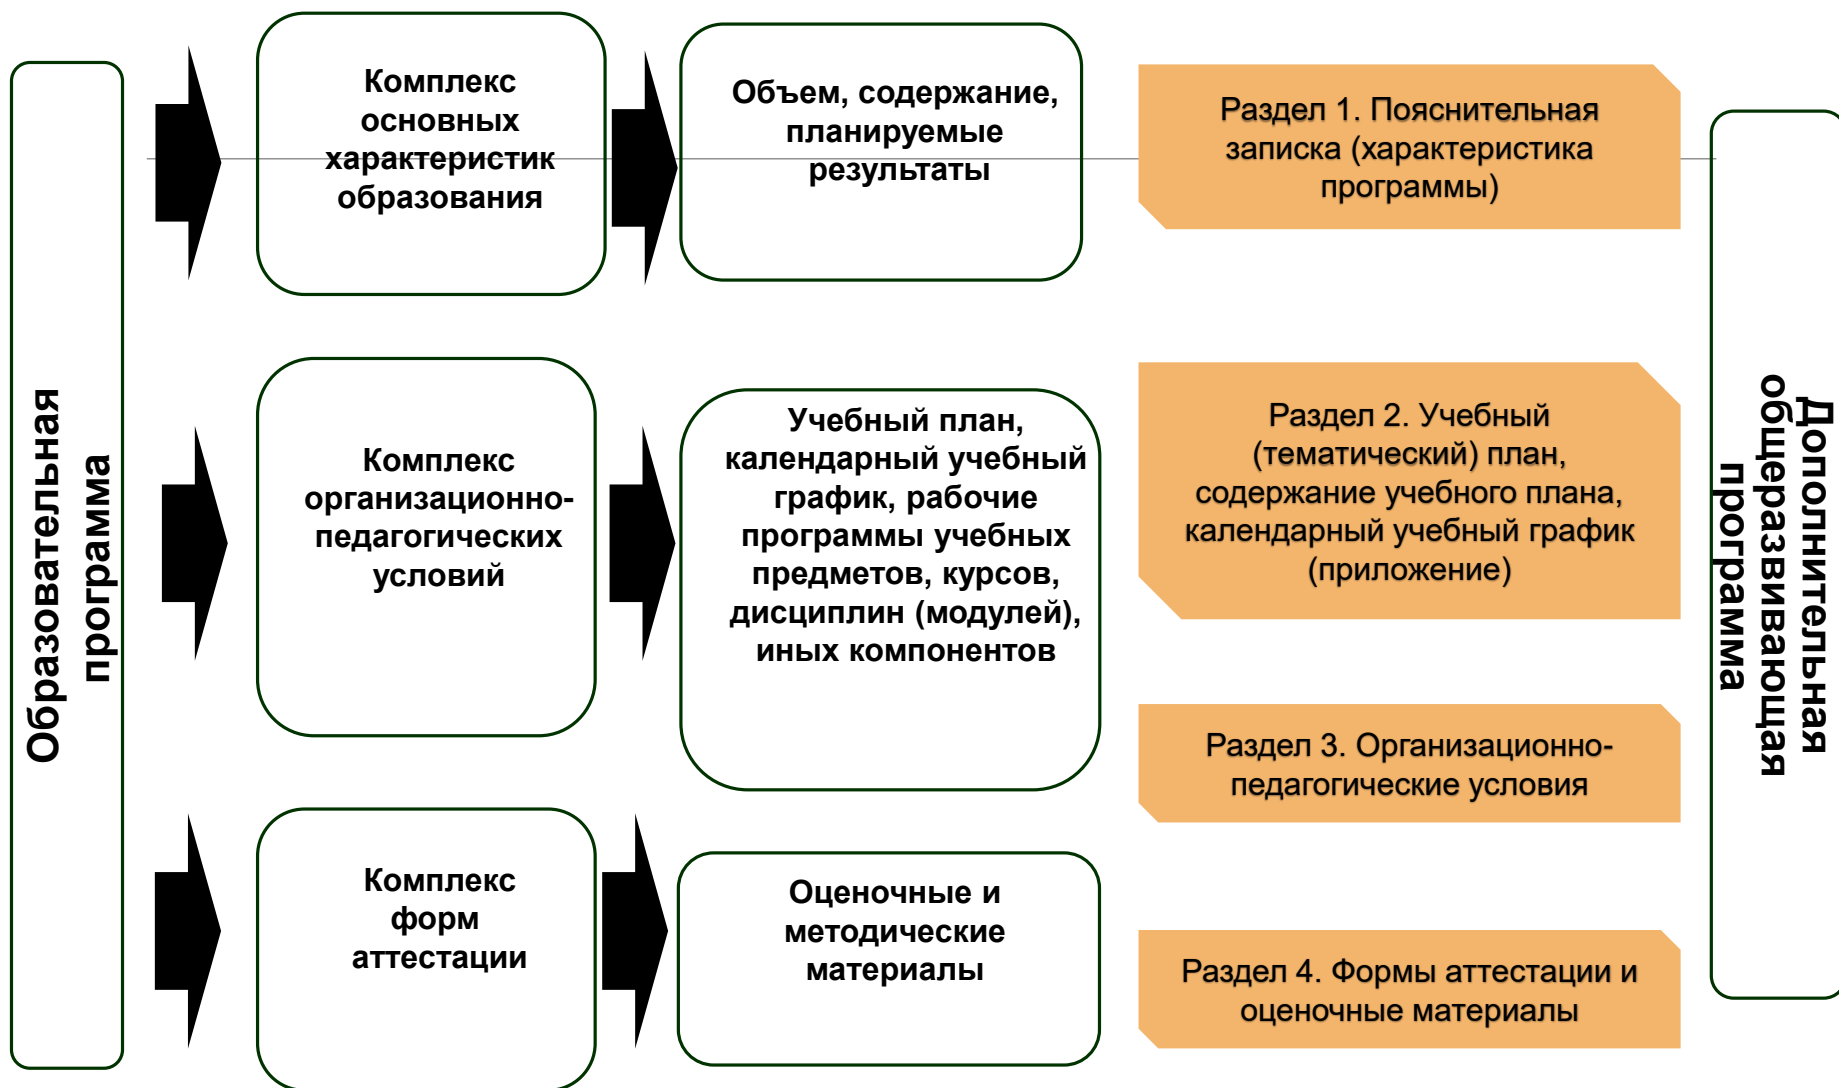 Образовательная
программа
Комплекс
основных
характеристик
образования
Объем, содержание,
планируемые
результаты
Раздел 1. Пояснительная
записка (характеристика
программы)
Комплекс
организационно-
педагогических
условий
Учебный план,
календарный учебный
график, рабочие
программы учебных
предметов, курсов,
дисциплин (модулей),
иных компонентов
Раздел 2. Учебный
(тематический) план,
содержание учебного плана,
календарный учебный график
(приложение)
Раздел 3. Организационно-
педагогические условия
Комплекс
форм
аттестации
Оценочные и
методические
материалы
Раздел 4. Формы аттестации и
оценочные материалы
Дополнительная
общеразвивающая
программа